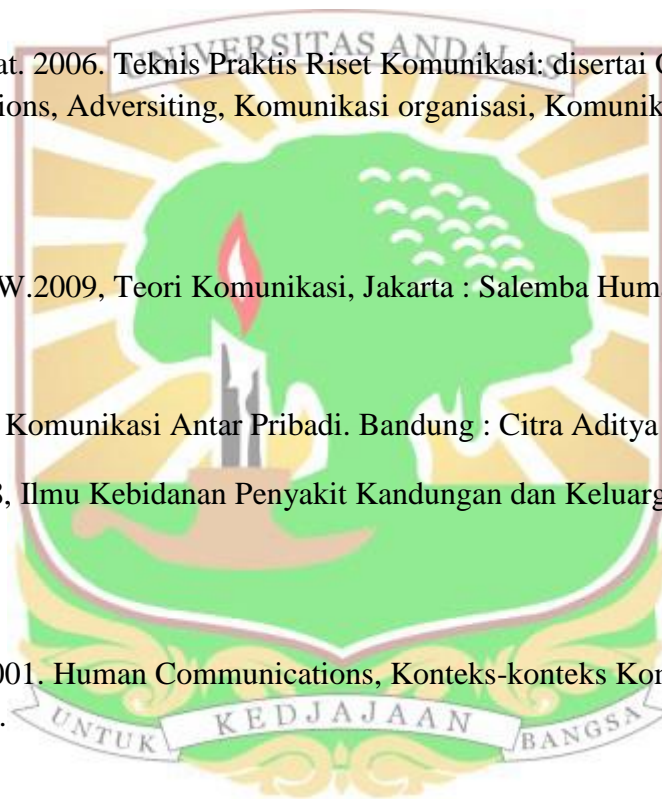 UNIVERSITAS ANDALAS
at. 2006. Teknis Praktis Riset Komunikasi: disertai C
ions, Adversiting, Komunikasi organisasi, Komunik
W.2009, Teori Komunikasi, Jakarta : Salemba Hum
Komunikasi Antar Pribadi. Bandung : Citra Aditya
8, Ilmu Kebidanan Penyakit Kandungan dan Keluarg
001. Human Communications, Konteks-konteks Kor
.
UNTUK KEDJAJAAN BANGSA